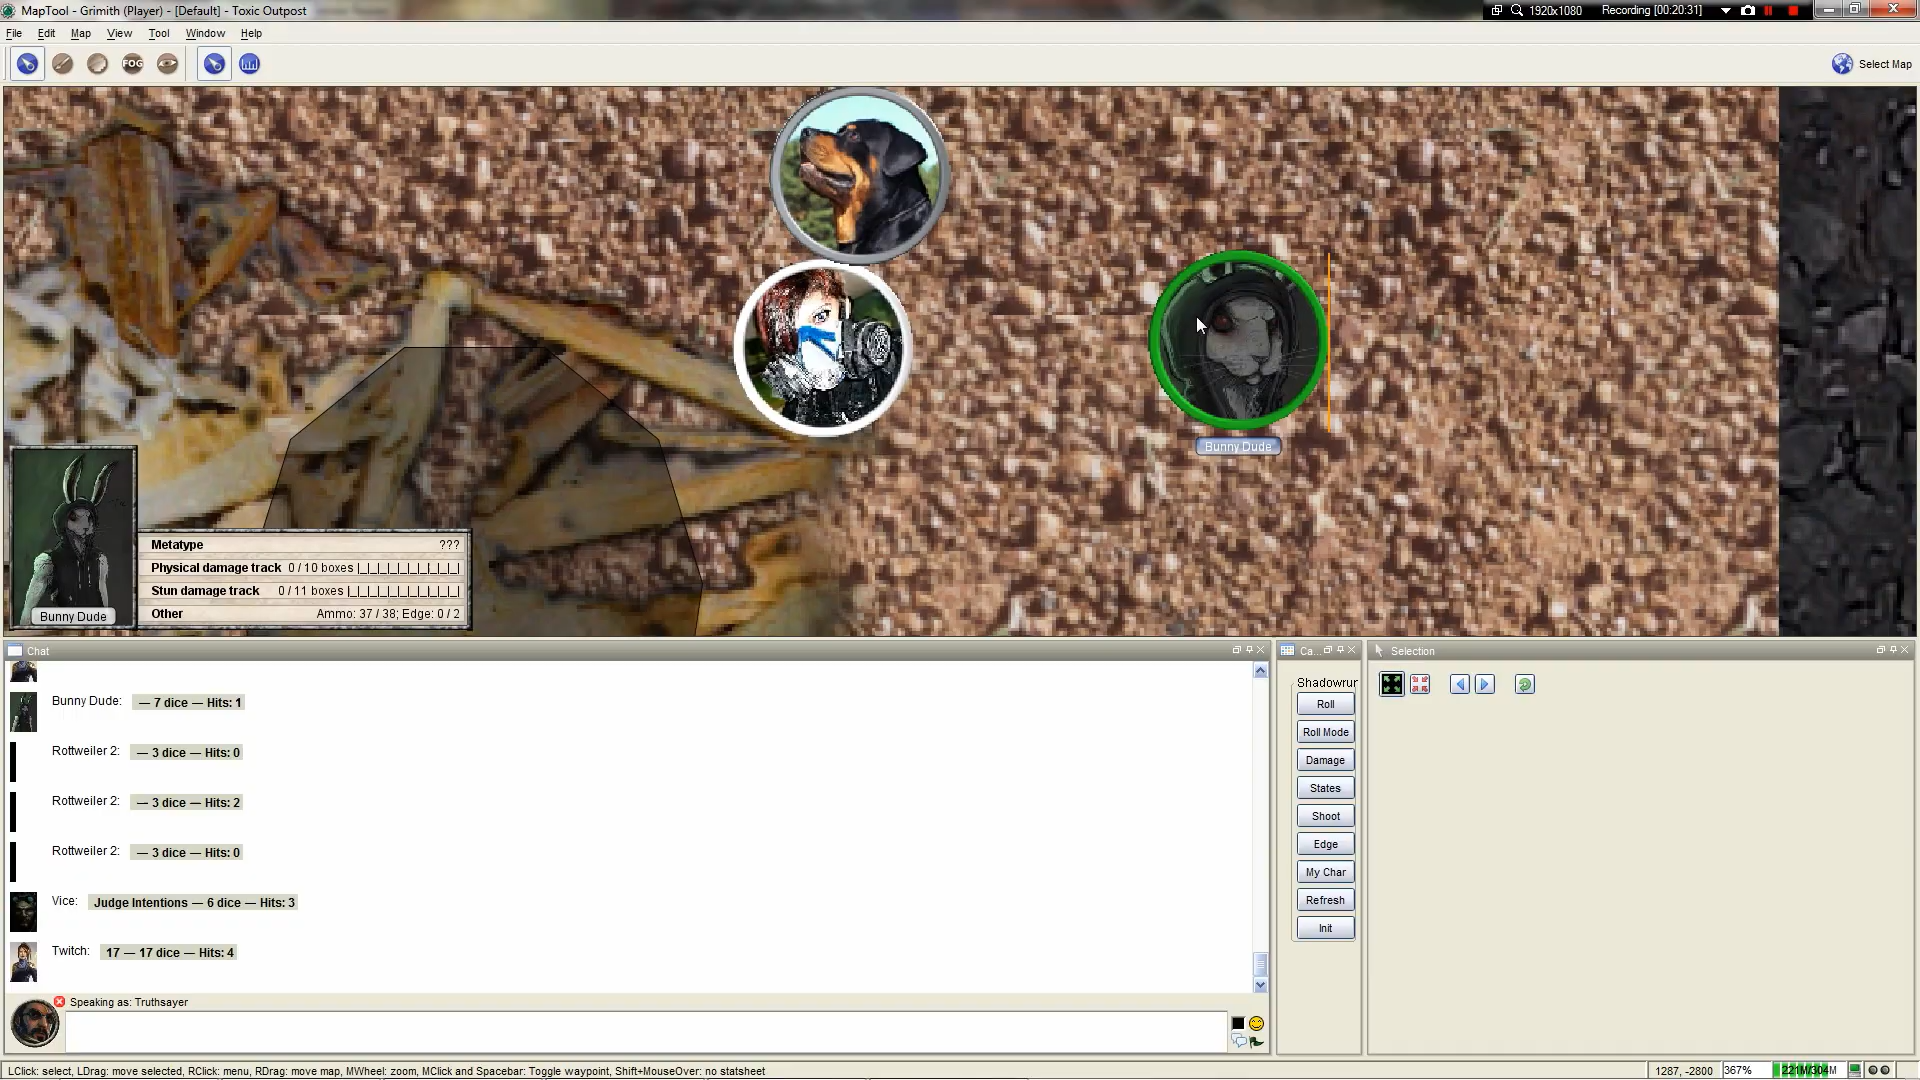 MapTool - Grimith (Player) - [Default] - Toxic Outpost
1920x1080 Recording [00:20:31]
File Edit Map View Tool Window Help
FOG
Select Map
Bunny Dude
Metatype ???
Physical damage track 0 / 10 boxes
Stun damage track 0 / 11 boxes
Other Ammo: 37 / 38; Edge: 0 / 2
Bunny Dude
Chat
Bunny Dude: — 7 dice — Hits: 1
Rottweiler 2: — 3 dice — Hits: 0
Rottweiler 2: — 3 dice — Hits: 2
Rottweiler 2: — 3 dice — Hits: 0
Vice: Judge Intentions — 6 dice — Hits: 3
Twitch: 17 — 17 dice — Hits: 4
Speaking as: Truthsayer
Ca...
Shadowrur
Roll
Roll Mode
Damage
States
Shoot
Edge
My Char
Refresh
Init
Selection
LClick: select, LDrag: move selected, RClick: menu, RDrag: move map, MWheel: zoom, MClick and Spacebar: Toggle waypoint, Shift+MouseOver: no statsheet
1287, -2800 367% 221M/304M